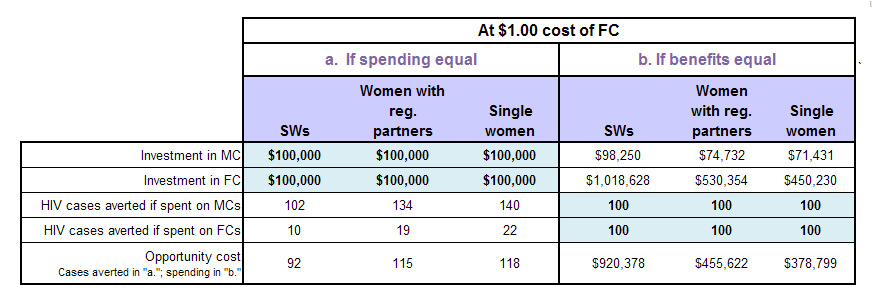 At $1.00 cost of FC
a. If spending equal b. If benefits equal
SWs Women with reg. partners Single women SWs Women with reg. partners Single women
Investment in MC $100,000 $100,000 $100,000 $98,250 $74,732 $71,431
Investment in FC $100,000 $100,000 $100,000 $1,018,628 $530,354 $450,230
HIV cases averted if spent on MCs 102 134 140 100 100 100
HIV cases averted if spent on FCs 10 19 22 100 100 100
Opportunity cost
Cases averted in "a."; spending in "b." 92 115 118 $920,378 $455,622 $378,799